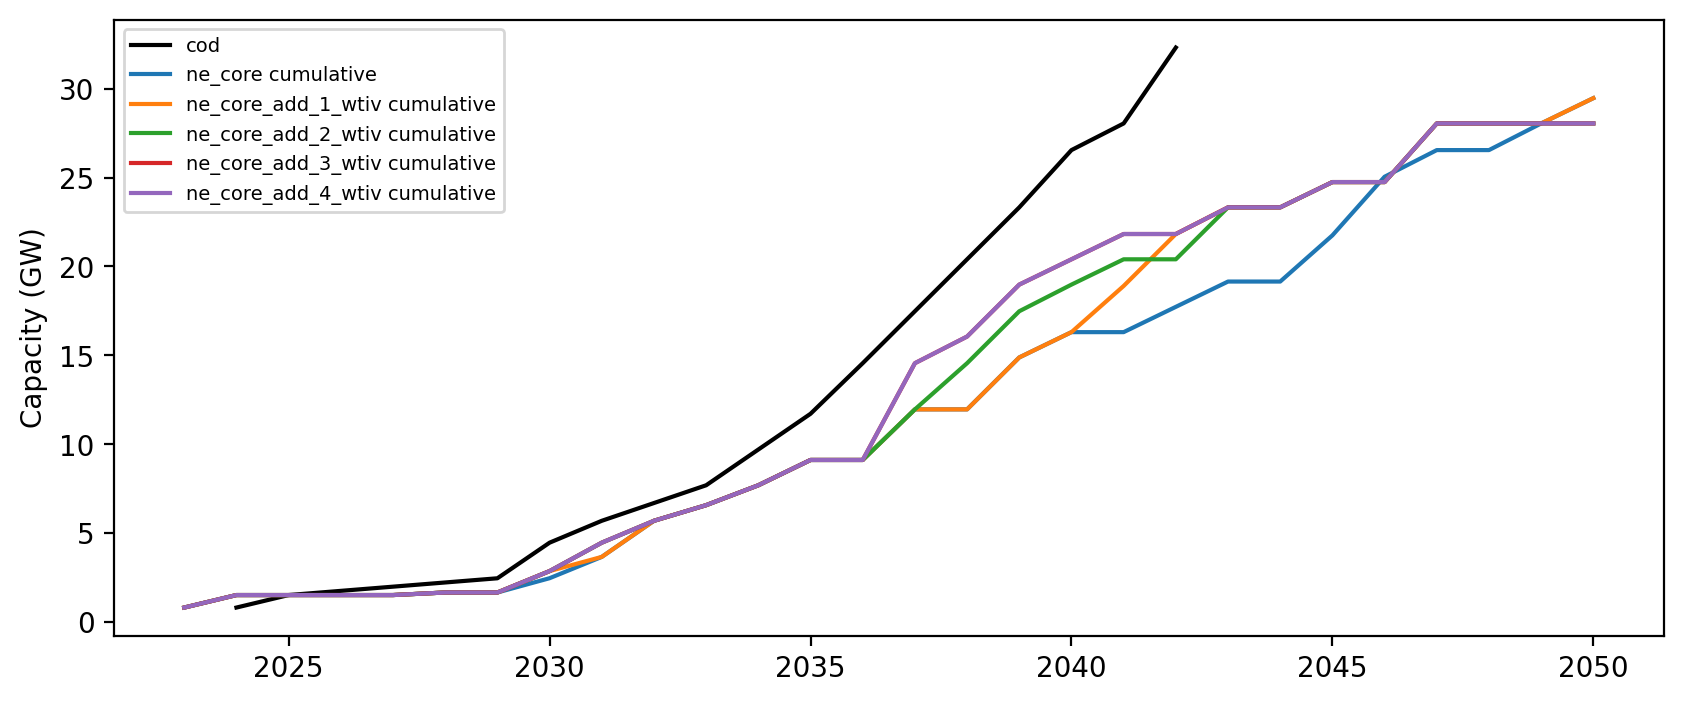 cod
ne_core cumulative
ne_core_add_1_wtiv cumulative
ne_core_add_2_wtiv cumulative
ne_core_add_3_wtiv cumulative
ne_core_add_4_wtiv cumulative
Capacity (GW)
30
25
20
15
10
5
0
2025 2030 2035 2040 2045 2050